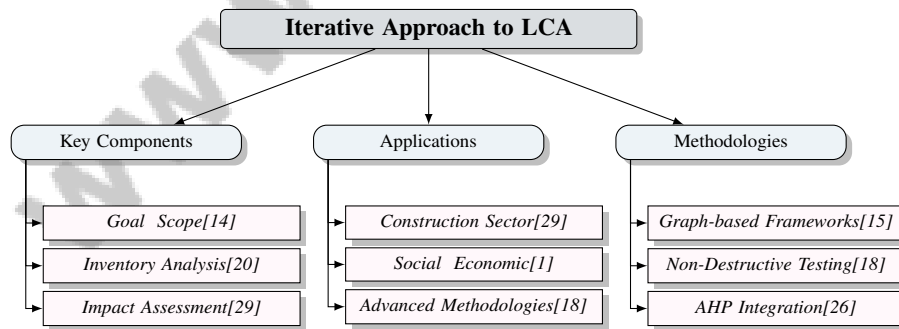 Iterative Approach to LCA
Key Components
Applications
Methodologies
Goal Scope[14]
Construction Sector[29]
Graph-based Frameworks[15]
Inventory Analysis[20]
Social Economic[1]
Non-Destructive Testing[18]
Impact Assessment[29]
Advanced Methodologies[18]
AHP Integration[26]
www